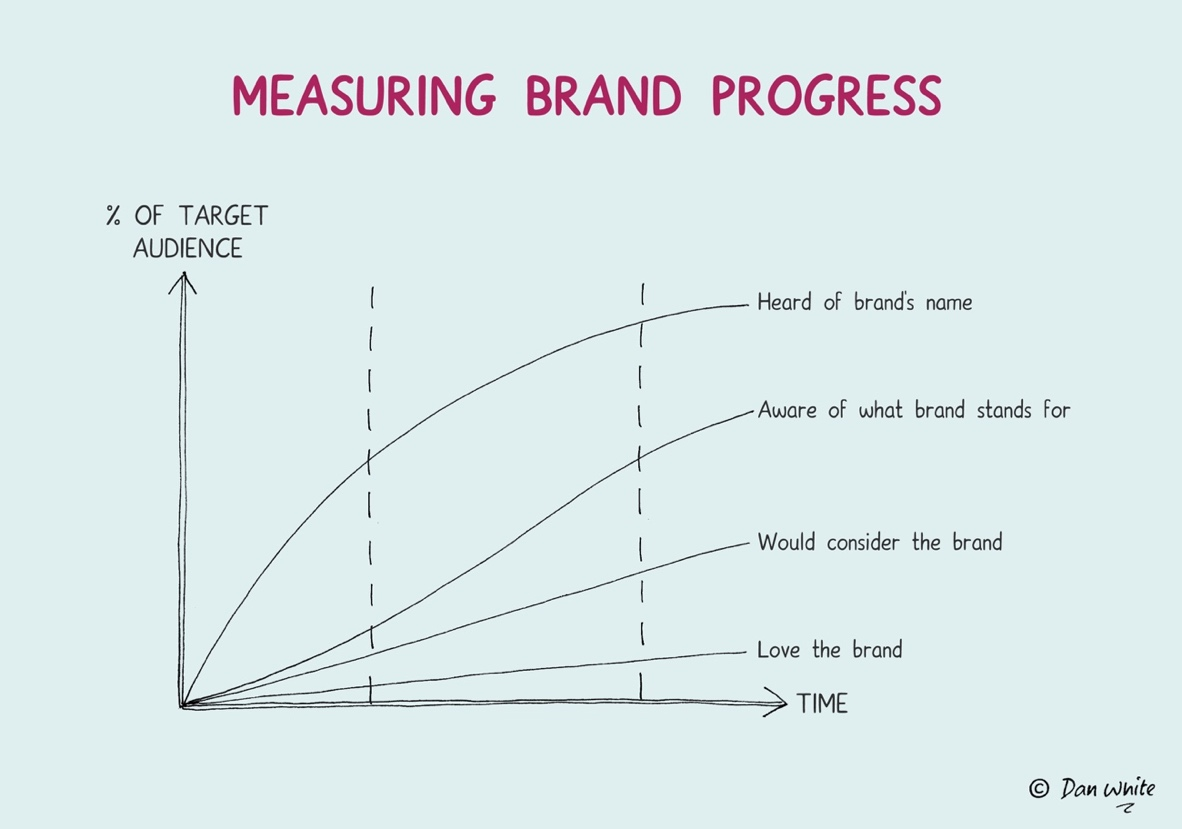 MEASURING BRAND PROGRESS
% OF TARGET
AUDIENCE
Heard of brand's name
Aware of what brand stands for
Would consider the brand
Love the brand
TIME
© Dan White